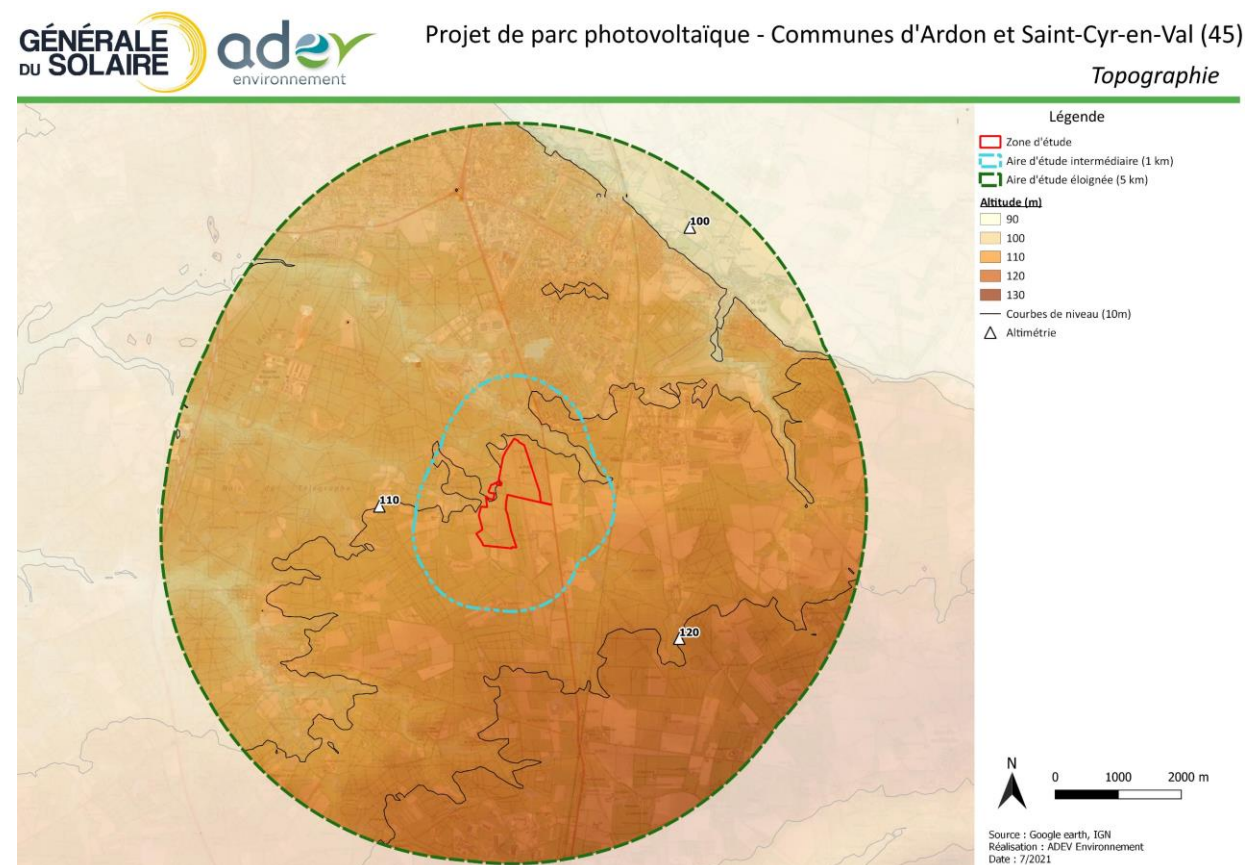 GÉNÉRALE
DU SOLAIRE
adev
environnement
Projet de parc photovoltaïque - Communes d'Ardon et Saint-Cyr-en-Val (45)
Topographie
Légende
Zone d'étude
Aire d'étude intermédiaire (1 km)
Aire d'étude éloignée (5 km)
Altitude (m)
90
100
110
120
130
Courbes de niveau (10m)
Altimétrie
100
110
120
N
0 1000 2000 m
Source : Google earth, IGN
Réalisation : ADEV Environnement
Date : 7/2021